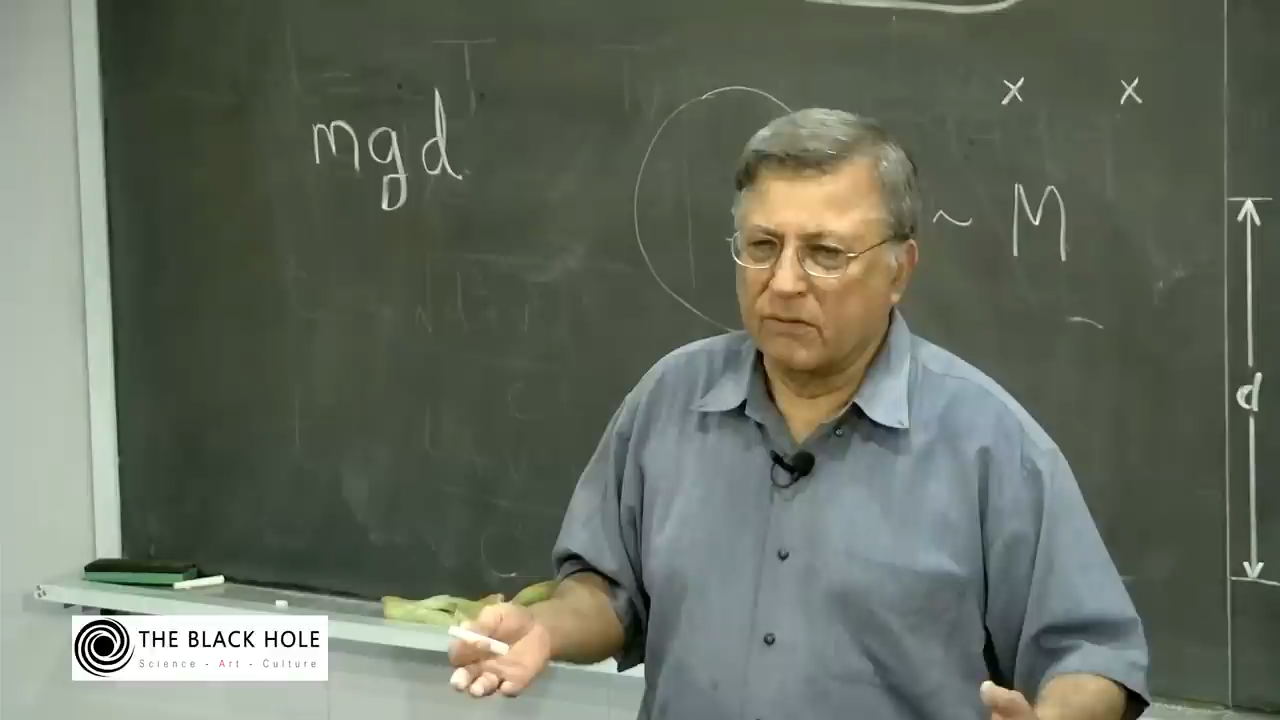 mgd
x x
~ M
d
THE BLACK HOLE
Science - Art - Culture